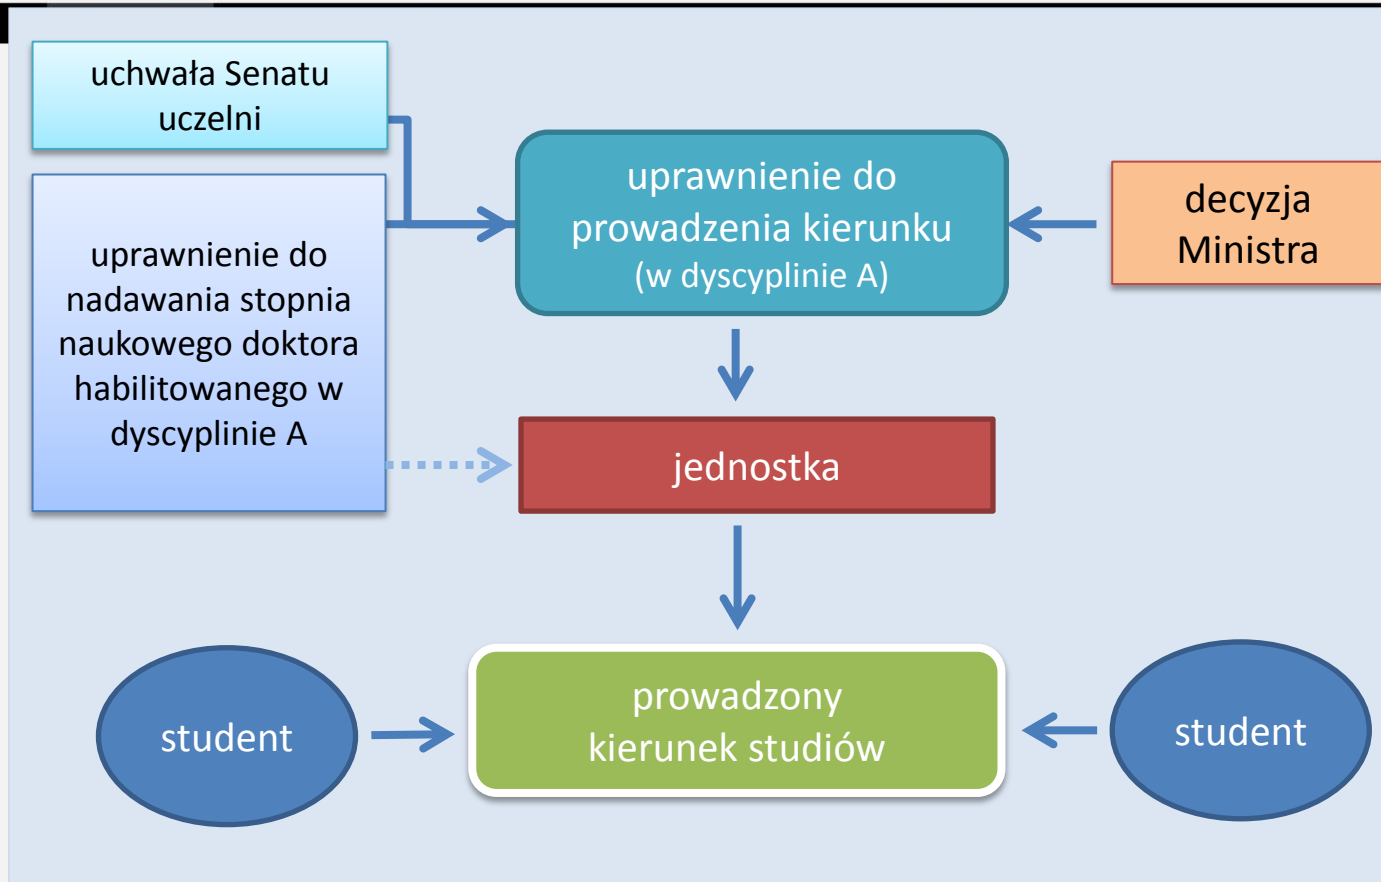 uchwała Senatu
uczelni
uprawnienie do
nadawania stopnia
naukowego doktora
habilitowanego w
dyscyplinie A
uprawnienie do
prowadzenia kierunku
(w dyscyplinie A)
decyzja
Ministra
jednostka
student
prowadzony
kierunek studiów
student